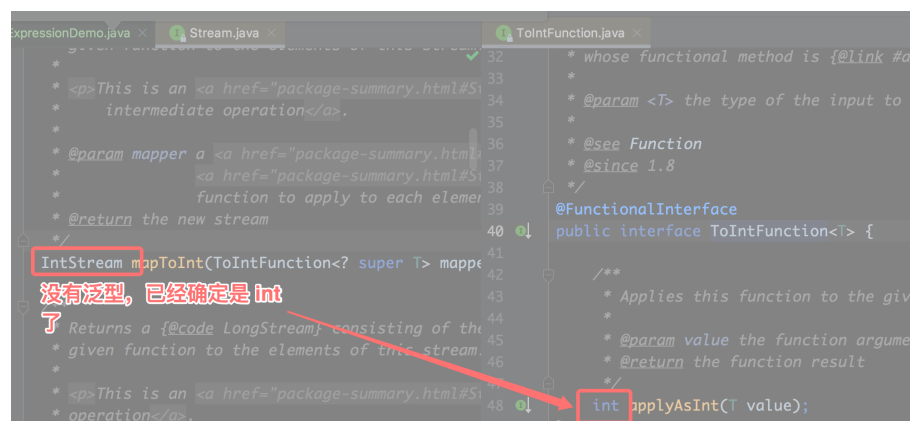 ExpressionDemo.java
Stream.java
ToIntFunction.java
given function to the elements of this stream.
*
* <p>This is an <a href="package-summary.html#S
* intermediate operation</a>.
*
* @param mapper a <a href="package-summary.html
* <a href="package-summary.html#S
* function to apply to each eleme
* @return the new stream
*/
IntStream mapToInt(ToIntFunction<? super T> mappe
没有泛型，已经确定是 int
了
* Returns a {@code LongStream} consisting of the
* given function to the elements of this stream.
*
* <p>This is an <a href="package-summary.html#S
* operation</a>.
32 * whose functional method is {@link #a
33 *
34 * @param <T> the type of the input to
35 *
36 * @see Function
37 * @since 1.8
38 */
39 @FunctionalInterface
40 public interface ToIntFunction<T> {
41
42 /**
43 * Applies this function to the giv
44 *
45 * @param value the function argume
46 * @return the function result
47 */
48 int applyAsInt(T value);